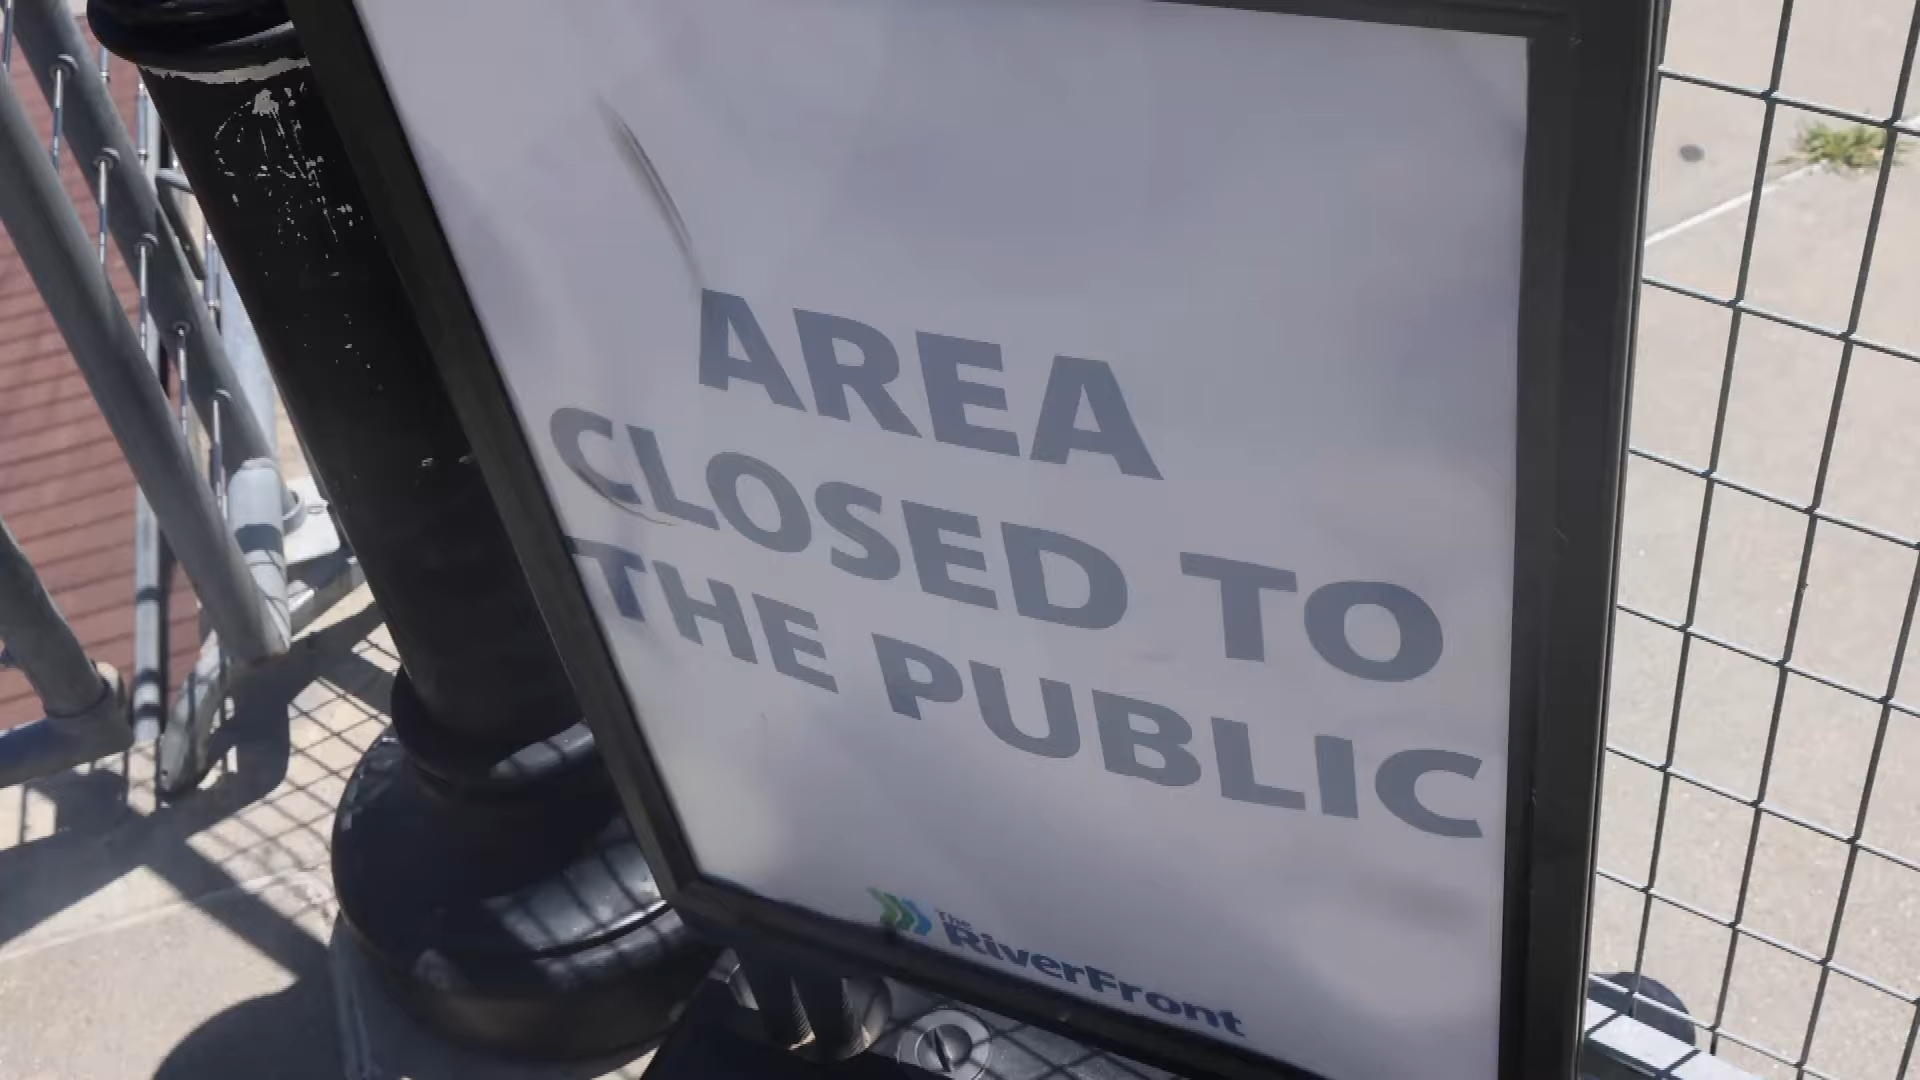 AREA
CLOSED TO
THE PUBLIC
The
RiverFront